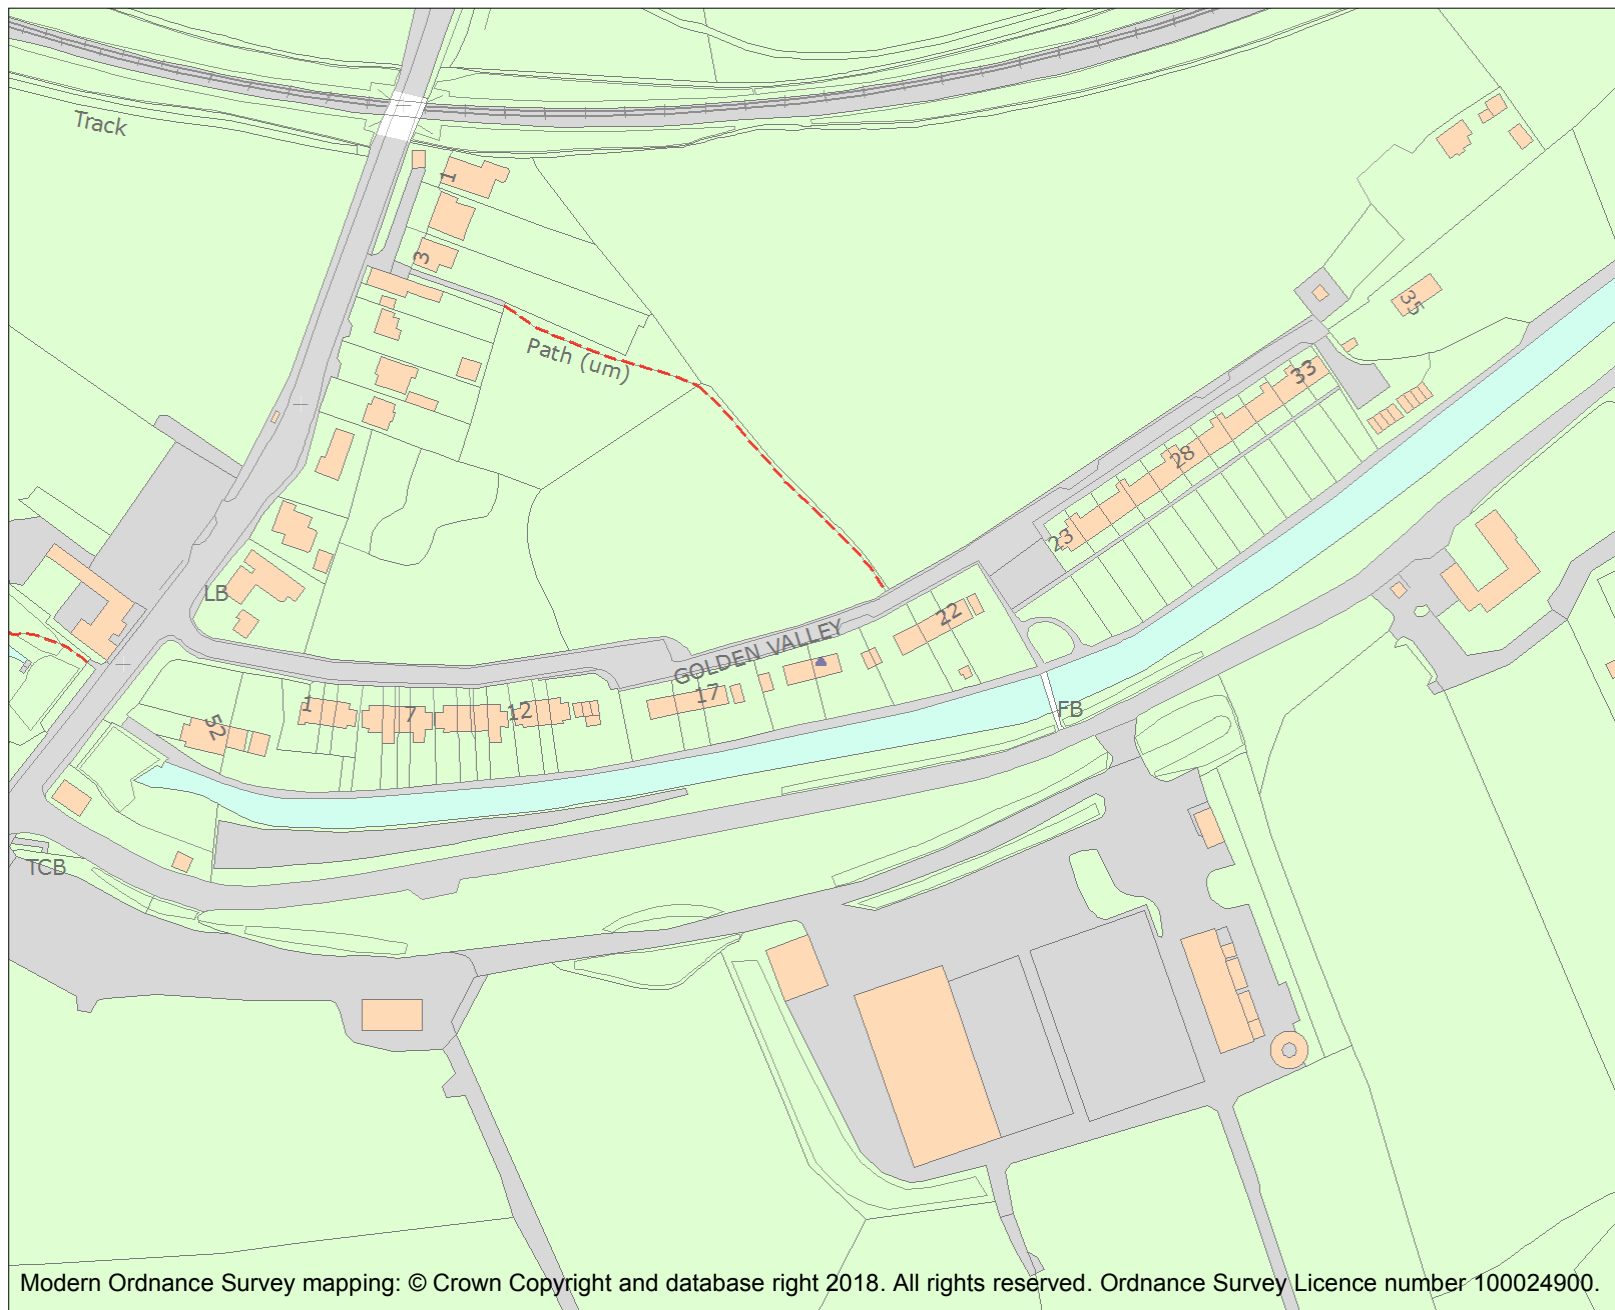 Track
1
3
Path (um)
35
33
28
23
LB
22
GOLDEN VALLEY
17
1
7
12
52
FB
TCB
Modern Ordnance Survey mapping: © Crown Copyright and database right 2018. All rights reserved. Ordnance Survey Licence number 100024900.